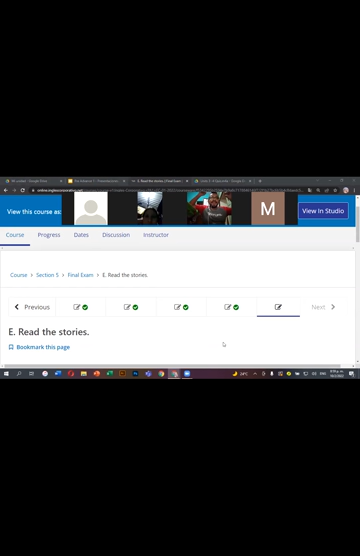 View this course as:
M
View In Studio
Course
Progress
Dates
Discussion
Instructor
Course > Section 5 > Final Exam > E. Read the stories.
Previous
Next
E. Read the stories.
Bookmark this page
24°C